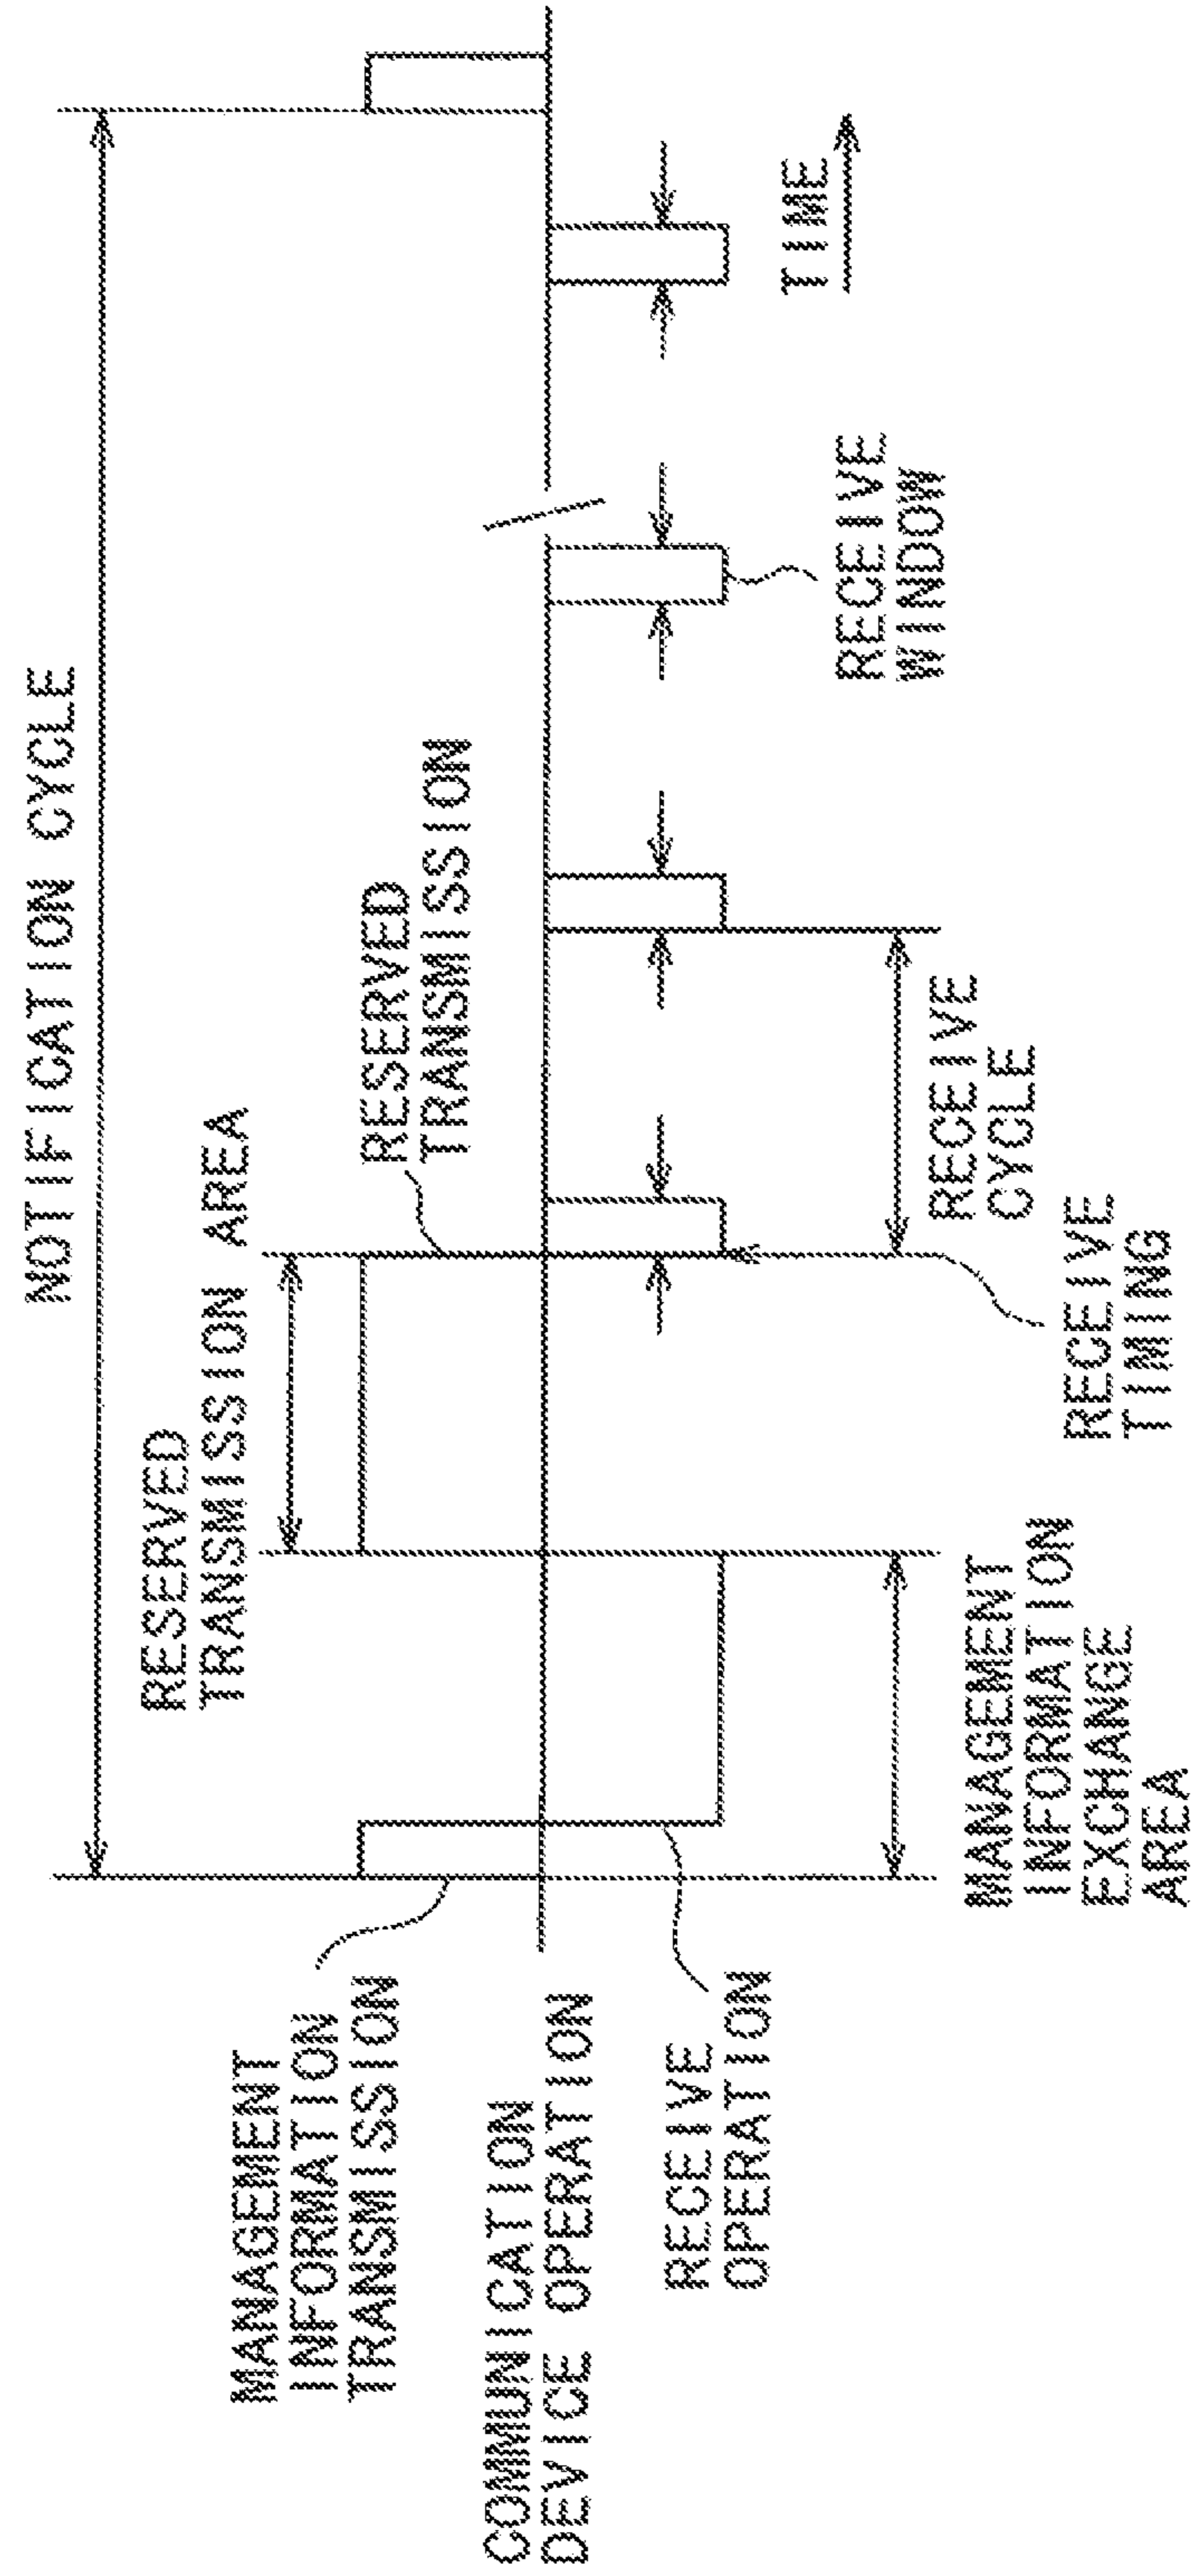 NOTIFICATION CYCLE
RESERVED
TRANSMISSION AREA
MANAGEMENT
INFORMATION
TRANSMISSION
RESERVED
TRANSMISSION
COMMUNICATION
DEVICE OPERATION
RECEIVE
OPERATION
TIME
RECEIVE
WINDOW
RECEIVE
CYCLE
MANAGEMENT
INFORMATION
EXCHANGE
AREA
RECEIVE
TIMING